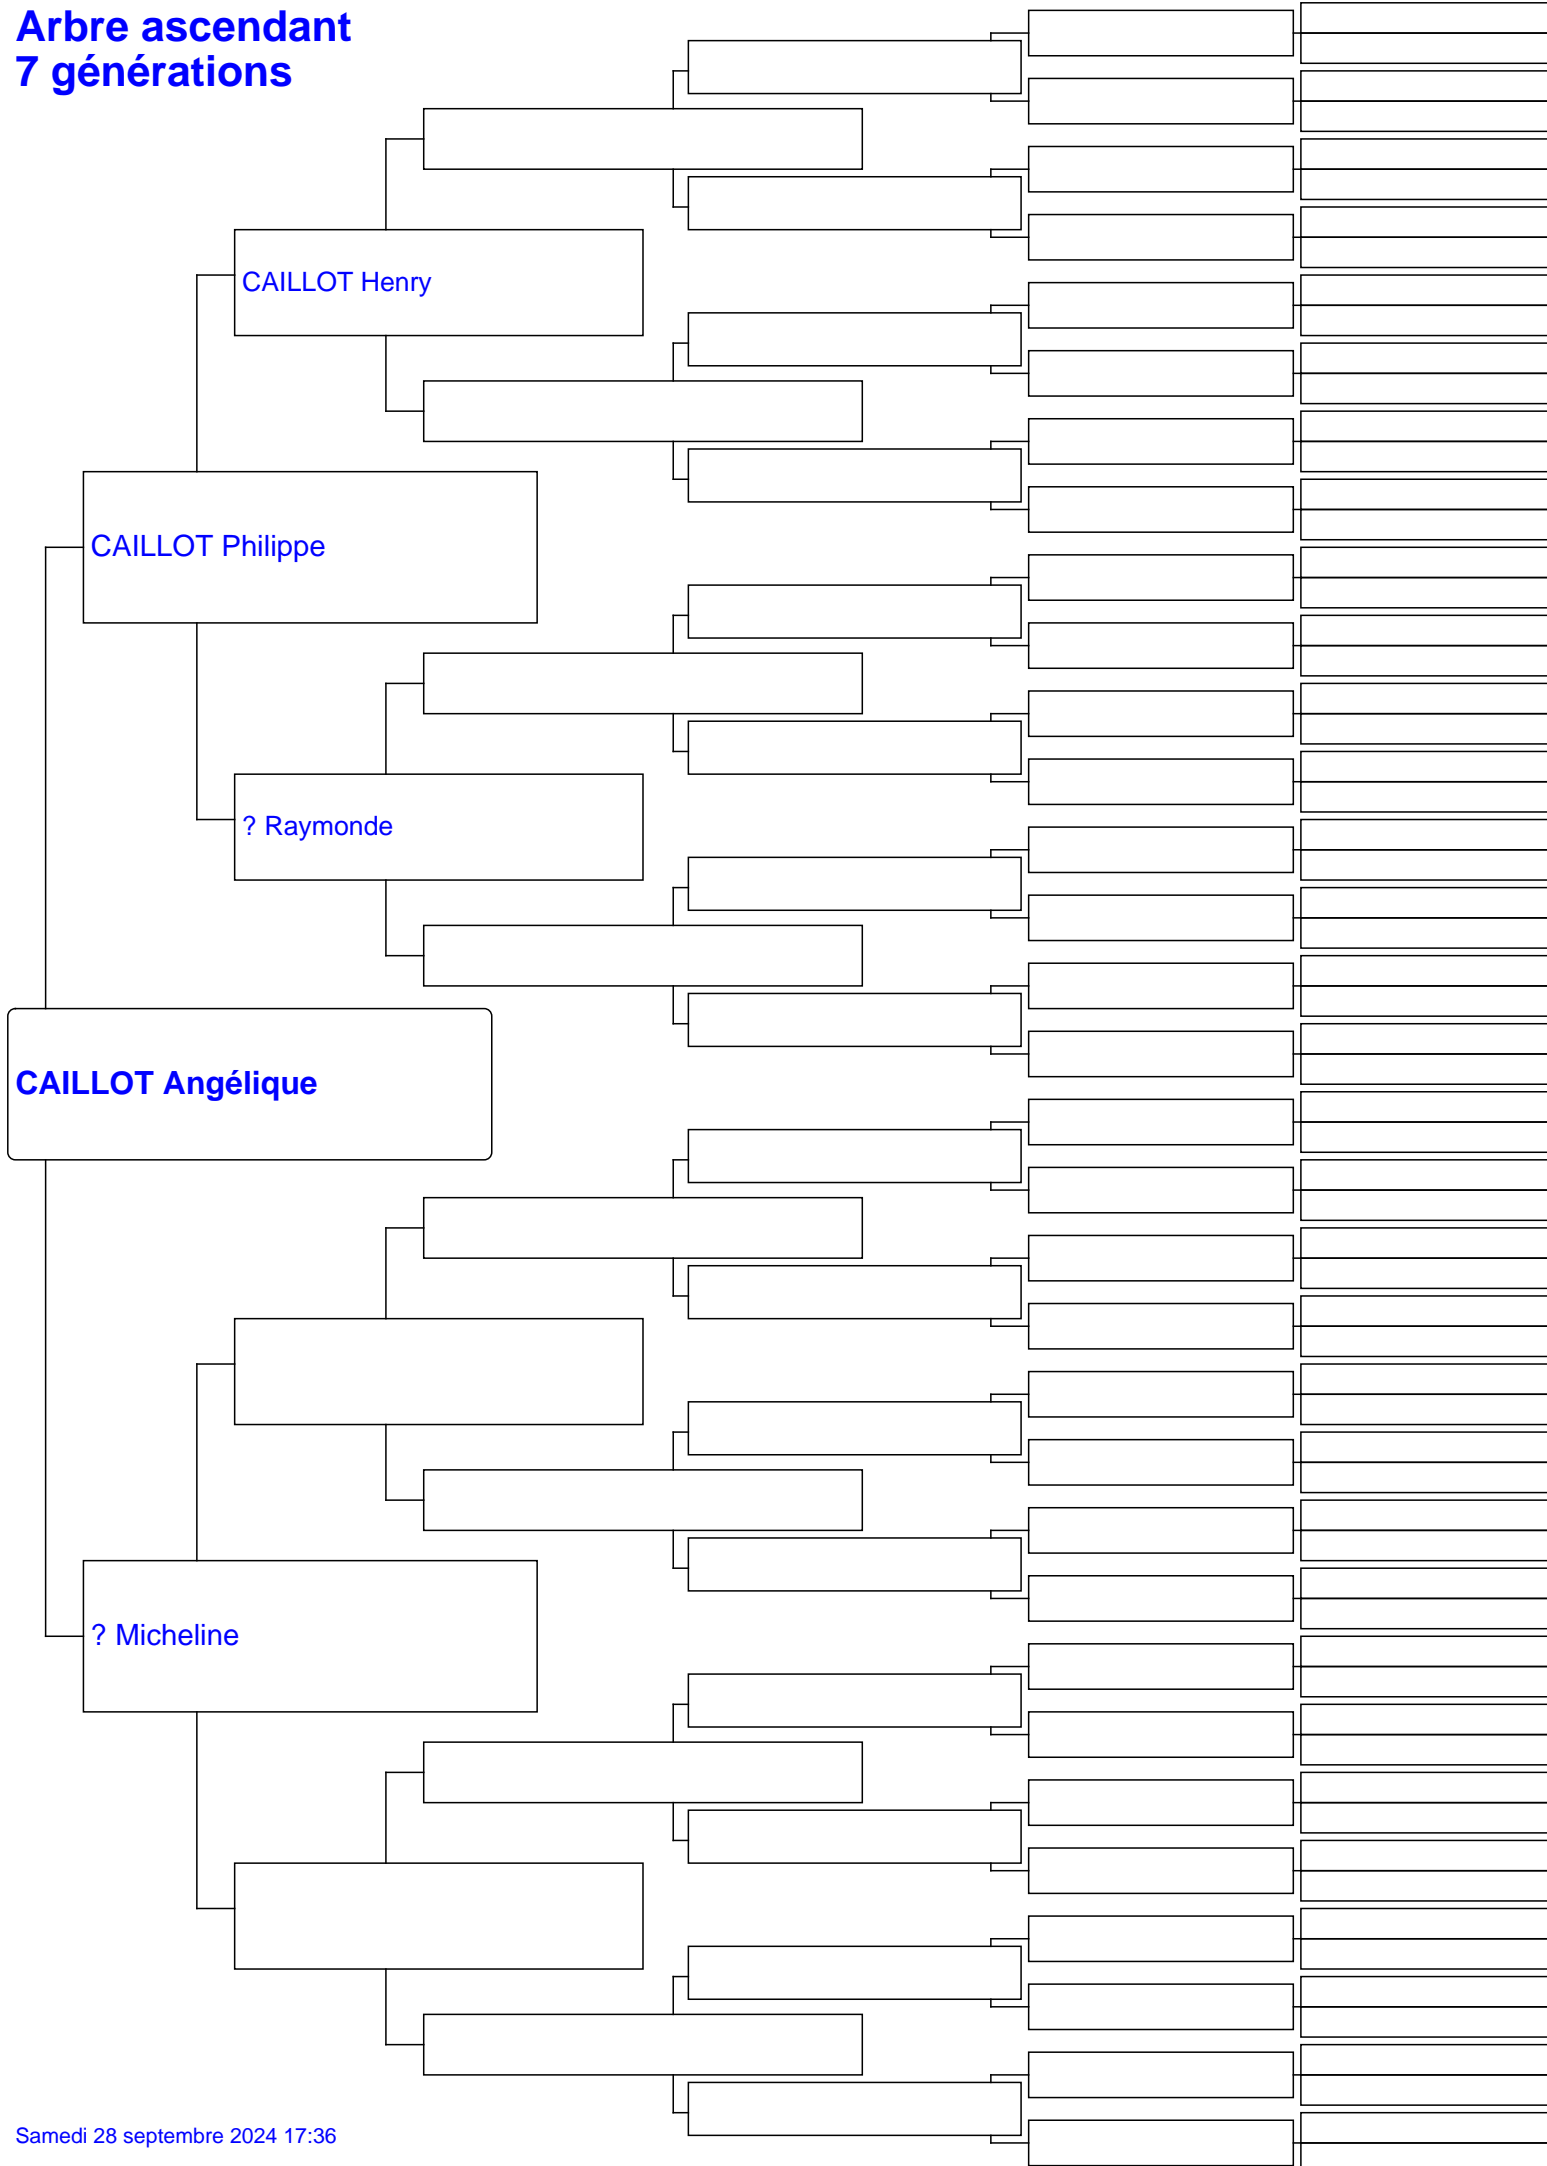 Arbre ascendant
7 générations
CAILLOT Henry
CAILLOT Philippe
? Raymonde
CAILLOT Angélique
? Micheline
Samedi 28 septembre 2024 17:36